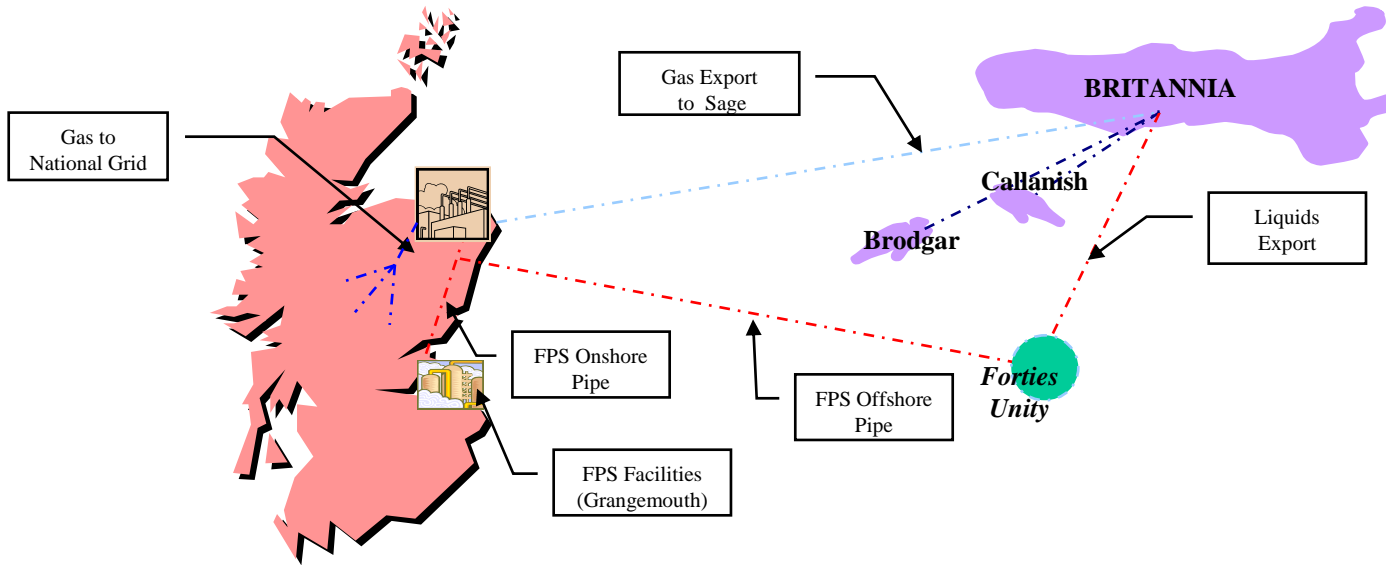 Gas Export
to Sage
BRITANNIA
Gas to
National Grid
Callanish
Brodgar
Liquids
Export
FPS Onshore
Pipe
FPS Offshore
Pipe
Forties
Unity
FPS Facilities
(Grangemouth)